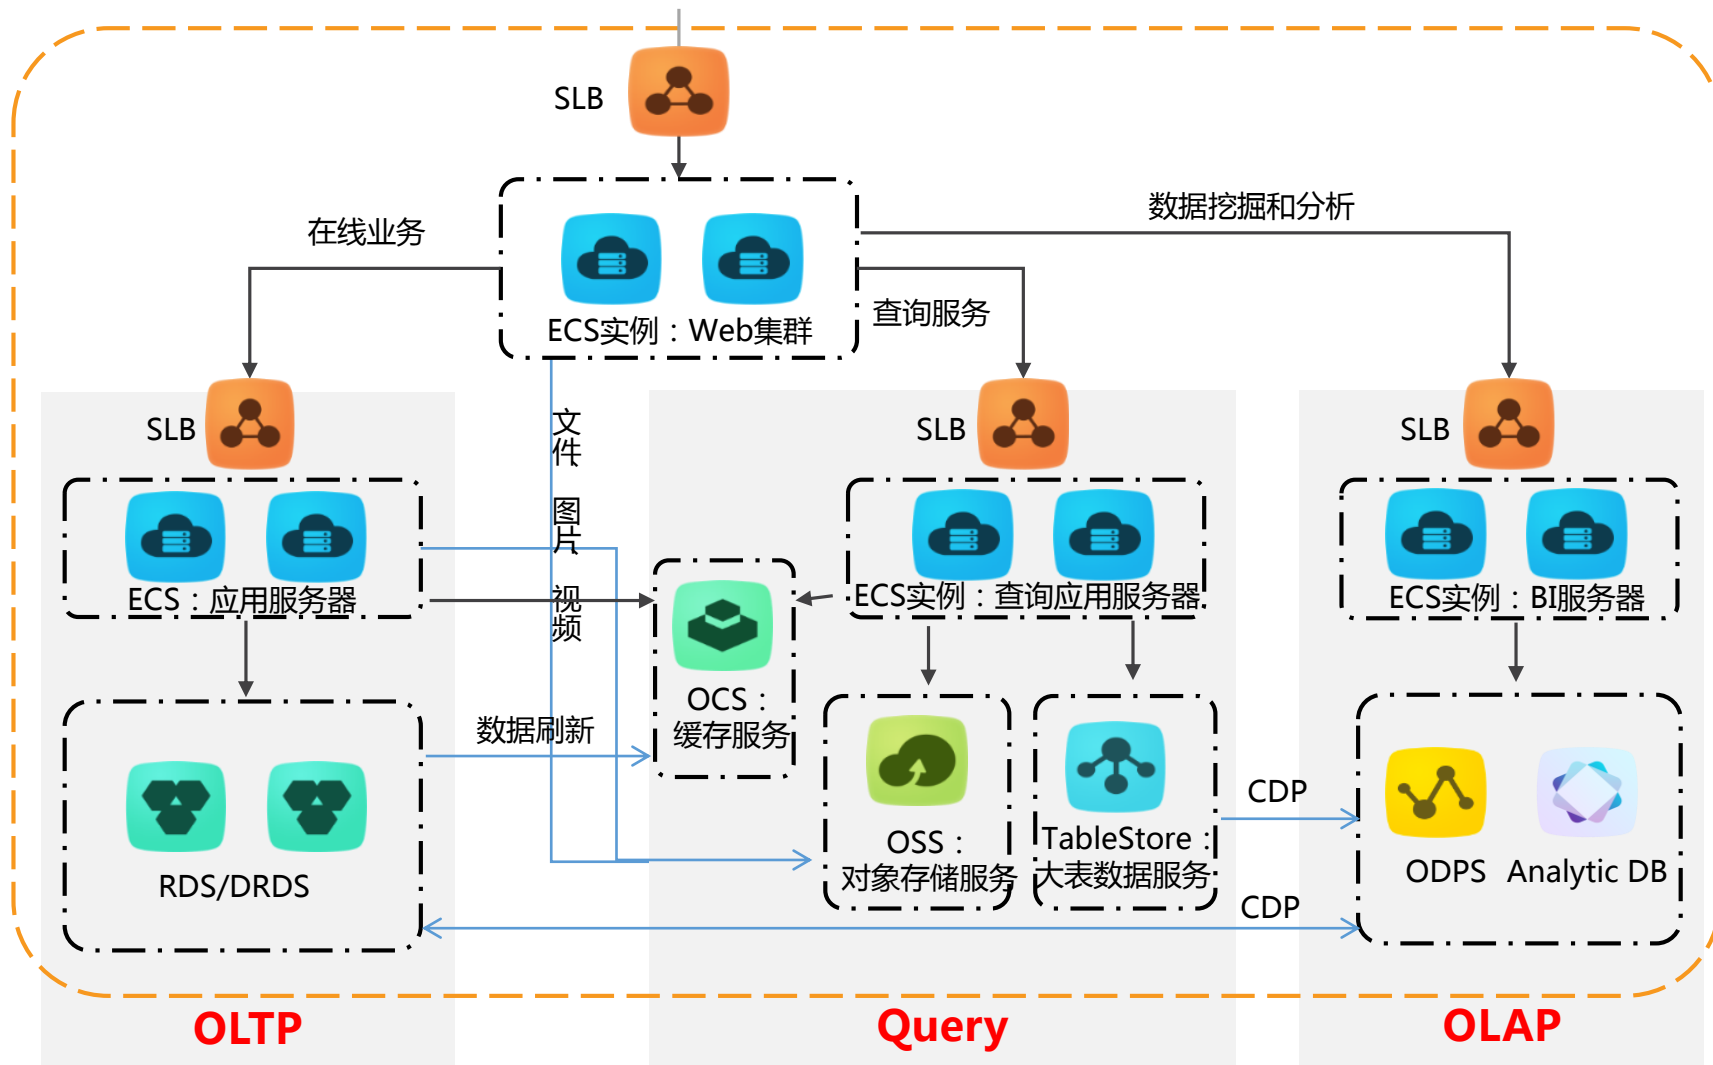 SLB
ECS实例：Web集群
在线业务
数据挖掘和分析
查询服务
SLB
ECS：应用服务器
文件、图片、视频
SLB
ECS实例：查询应用服务器
SLB
ECS实例：BI服务器
OCS：
缓存服务
数据刷新
RDS/DRDS
OSS：
对象存储服务
TableStore：
大表数据服务
CDP
CDP
ODPS
Analytic DB
OLTP
Query
OLAP